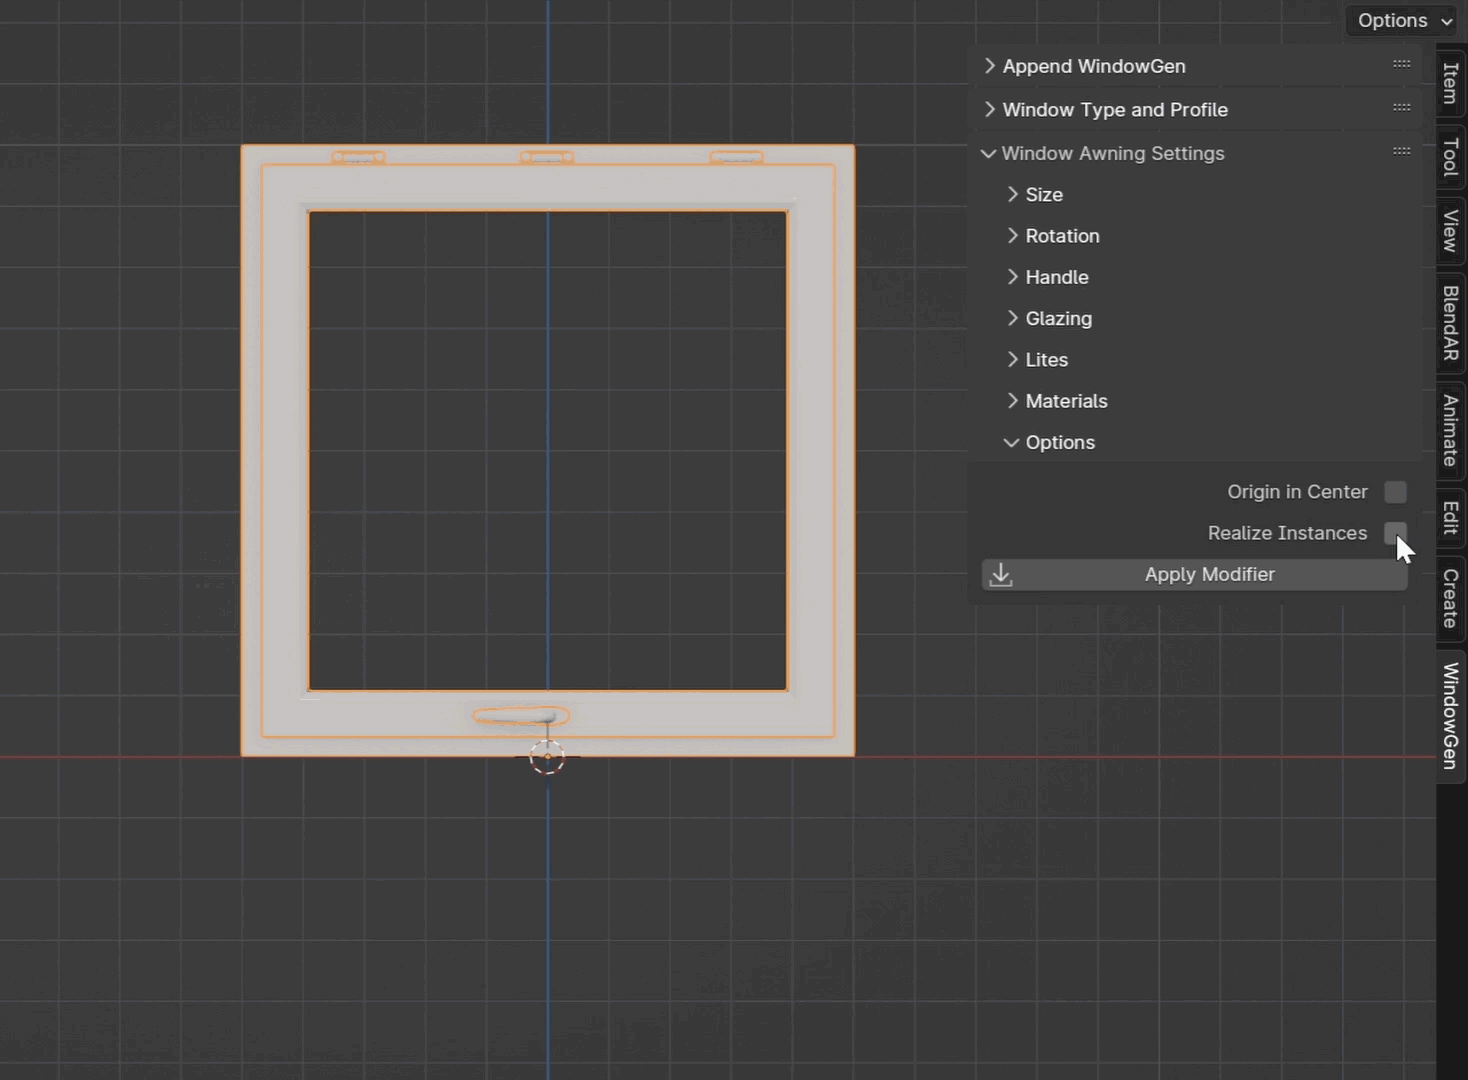 Options
Append WindowGen
Window Type and Profile
Window Awning Settings
Size
Rotation
Handle
Glazing
Lites
Materials
Options
Origin in Center
Realize Instances
Apply Modifier
Item
Tool
View
BlendAR
Animate
Edit
Create
WindowGen